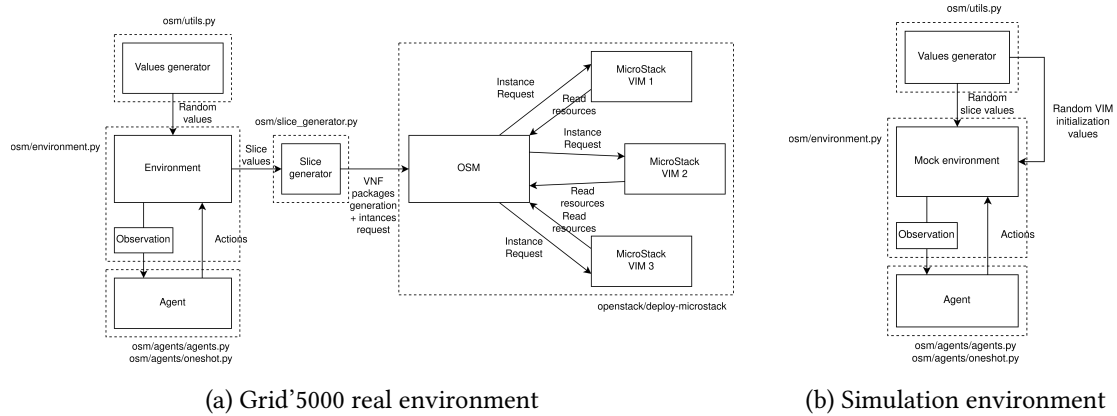 osm/utils.py
Values generator
Random
values
osm/environment.py
Environment
Slice
values
osm/slice_generator.py
Slice
generator
VNF
packages
generation
+ intances
request
Observation
Actions
Agent
osm/agents/agents.py
osm/agents/oneshot.py
OSM
Instance
Request
MicroStack
VIM 1
Read
resources
Instance
Request
MicroStack
VIM 2
Read
resources
Read
resources
Instance
Request
MicroStack
VIM 3
openstack/deploy-microstack
(a) Grid'5000 real environment
osm/utils.py
Values generator
Random
slice values
Random VIM
initialization
values
osm/environment.py
Mock environment
Observation
Actions
Agent
osm/agents/agents.py
osm/agents/oneshot.py
(b) Simulation environment